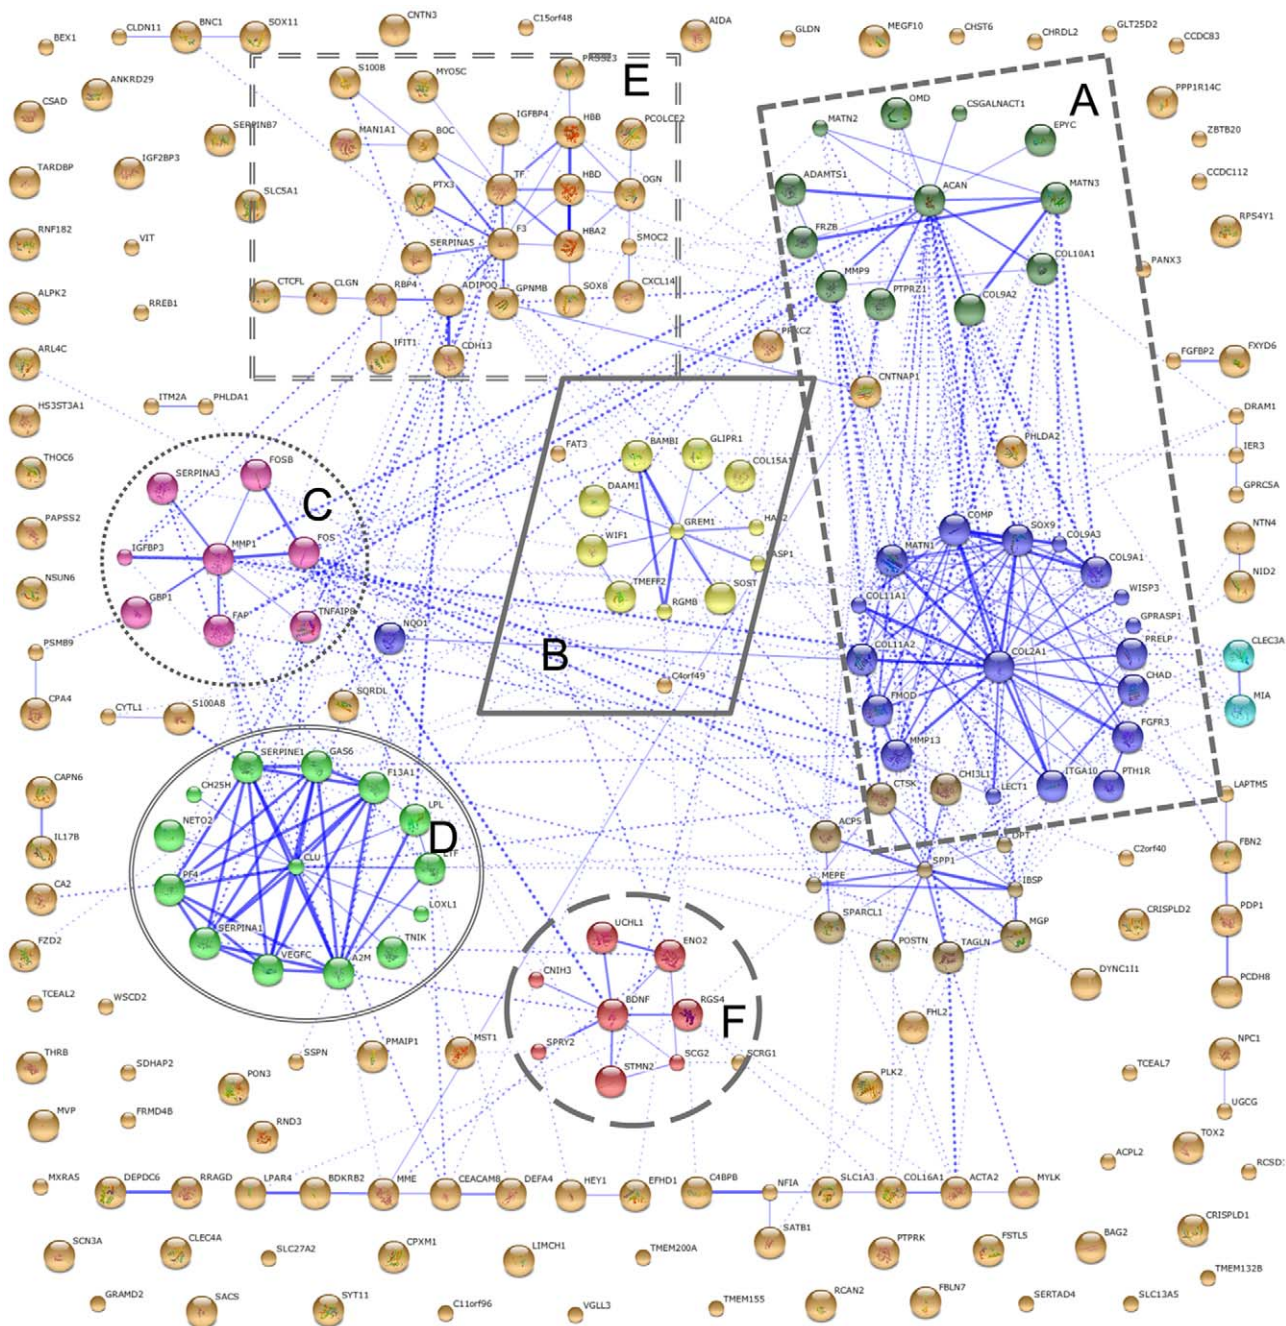 BEX1
CLDN11
BNC1
SOX11
CNTN3
C15orf48
AIDA
GLDN
MEGF10
CHST6
CHRDL2
GLT25D2
CCDC83
CSAD
ANKRD29
SERPINB7
TARDBP
IGF2BP3
SLC5A1
RNF182
VIT
ALPK2
RREB1
ARL4C
E
S100B
MYO5C
PRSS23
IGFBP4
HBB
PCOLCE2
MAN1A1
BOC
TF
HBD
OGN
PTX3
F3
HBA2
SMOC2
SERPINA5
CTCFL
CLGN
RBP4
ADIPOQ
GPNMB
SOX8
CXCL14
IFIT1
CDH13
A
MATN2
OMD
CSGALNACT1
EPYC
ADAMTS1
ACAN
MATN3
FRZB
COL10A1
MMP9
PTPRZ1
COL9A2
PRKCZ
CNTNAP1
PHLDA2
PPP1R14C
ZBTB20
CCDC112
RPS4Y1
PANX3
FGFBP2
FXYD6
DRAM1
IER3
GPRC5A
NTN4
NID2
CLEC3A
MIA
HS3ST3A1
ITM2A
PHLDA1
THOC6
PAPSS2
NSUN6
PSMB9
CPA4
CYTL1
S100A8
SQRDL
NQO1
C
SERPINA3
FOSB
IGFBP3
MMP1
FOS
GBP1
FAP
TNFAIP8
B
FAT3
BAMBI
GLIPR1
COL15A1
DAAM1
GREM1
WIF1
TMEFF2
RGMB
SOST
C4orf49
COMP
SOX9
COL9A3
MATN1
COL9A1
COL11A1
WISP3
GPRASP1
COL11A2
COL2A1
PRELP
CHAD
FMOD
FGFR3
MMP13
CTSK
CHI3L1
LECT1
ITGA10
PTH1R
ACP5
DPT
SPP1
MEPE
IBSP
SPARCL1
POSTN
TAGLN
MGP
DYNC1I1
C2orf40
CRISPLD2
LAPTM5
FBN2
PDP1
PCDH8
CAPN6
IL17B
CA2
FZD2
D
SERPINE1
GAS6
F13A1
CH25H
LPL
NETO2
CLU
LTF
PF4
LOXL1
SERPINA1
VEGFC
A2M
TNIK
F
UCHL1
ENO2
CNIH3
BDNF
RGS4
SPRY2
SCG2
STMN2
SCRG1
TCEAL2
WSCD2
THRB
SDHAP2
PON3
SSPN
PMAIP1
MST1
MVP
FRMD4B
RND3
FHL2
PLK2
TCEAL7
NPC1
UGCG
TOX2
ACPL2
MXRA5
DEPDC6
RRAGD
LPAR4
BDKRB2
MME
CEACAM8
DEFA4
HEY1
EFHD1
C4BPB
NFIA
SLC1A3
COL16A1
ACTA2
MYLK
SATB1
SCN3A
CLEC4A
SLC27A2
CPXM1
LIMCH1
TMEM200A
PTPRK
FSTL5
BAG2
CRISPLD1
TMEM132B
GRAMD2
SACS
SYT11
C11orf96
VGLL3
TMEM155
RCAN2
FBLN7
SERTAD4
SLC13A5